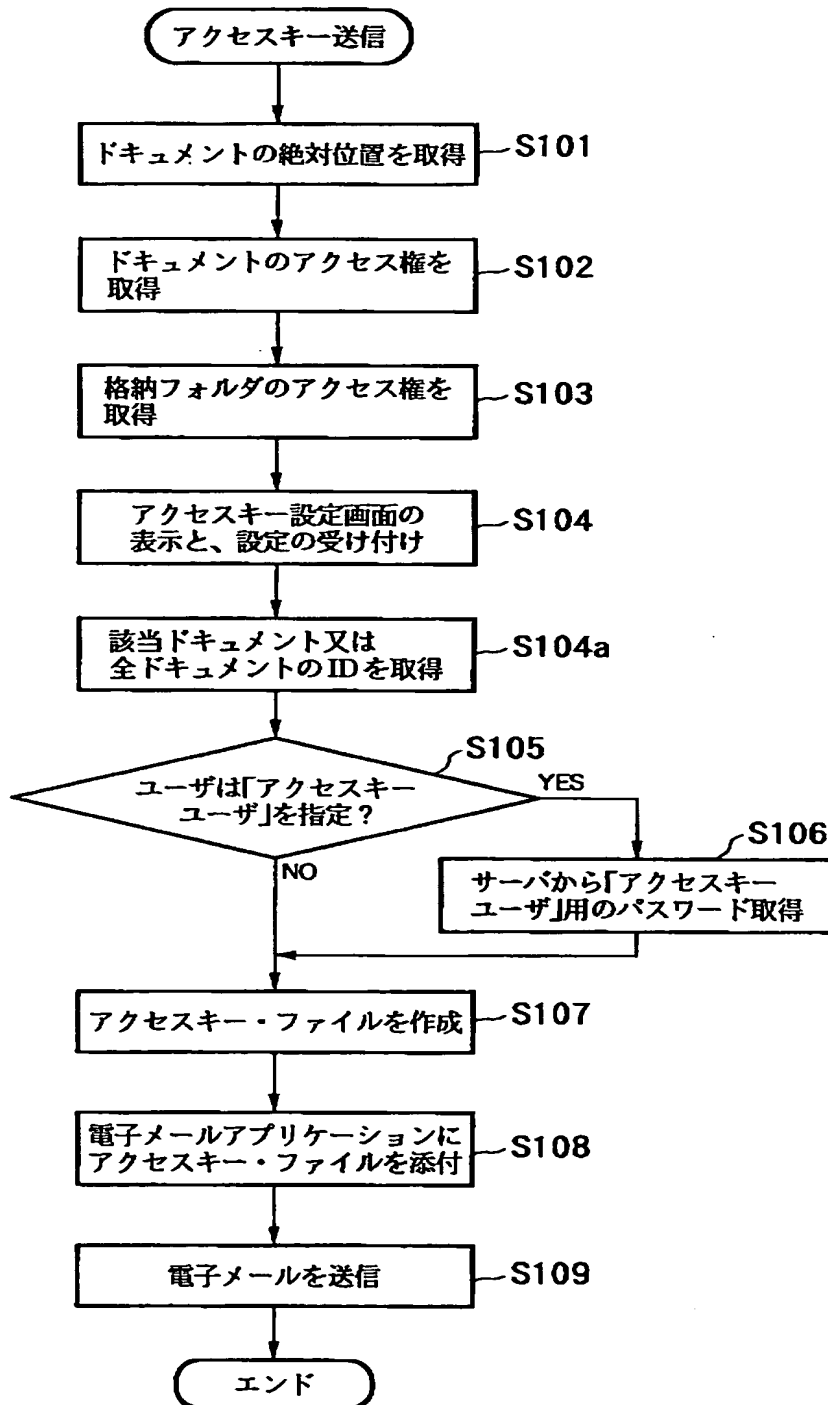 アクセスキー送信
ドキュメントの絶対位置を取得
S101
ドキュメントのアクセス権を
取得
S102
格納フォルダのアクセス権を
取得
S103
アクセスキー設定画面の
表示と、設定の受け付け
S104
該当ドキュメント又は
全ドキュメントのIDを取得
S104a
S105
ユーザは「アクセスキー
ユーザ」を指定？
YES
NO
S106
サーバから「アクセスキー
ユーザ」用のパスワード取得
アクセスキー・ファイルを作成
S107
電子メールアプリケーションに
アクセスキー・ファイルを添付
S108
電子メールを送信
S109
エンド